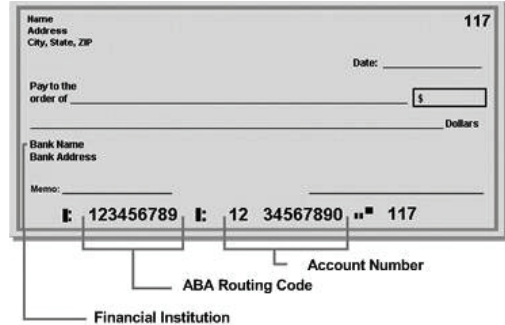 Name 117
Address
City, State, ZIP
Date:
Pay to the
order of $
Dollars
Bank Name
Bank Address
Memo:
⑆ 123456789 ⑆ 12 34567890 ⑈ 117
Account Number
ABA Routing Code
Financial Institution